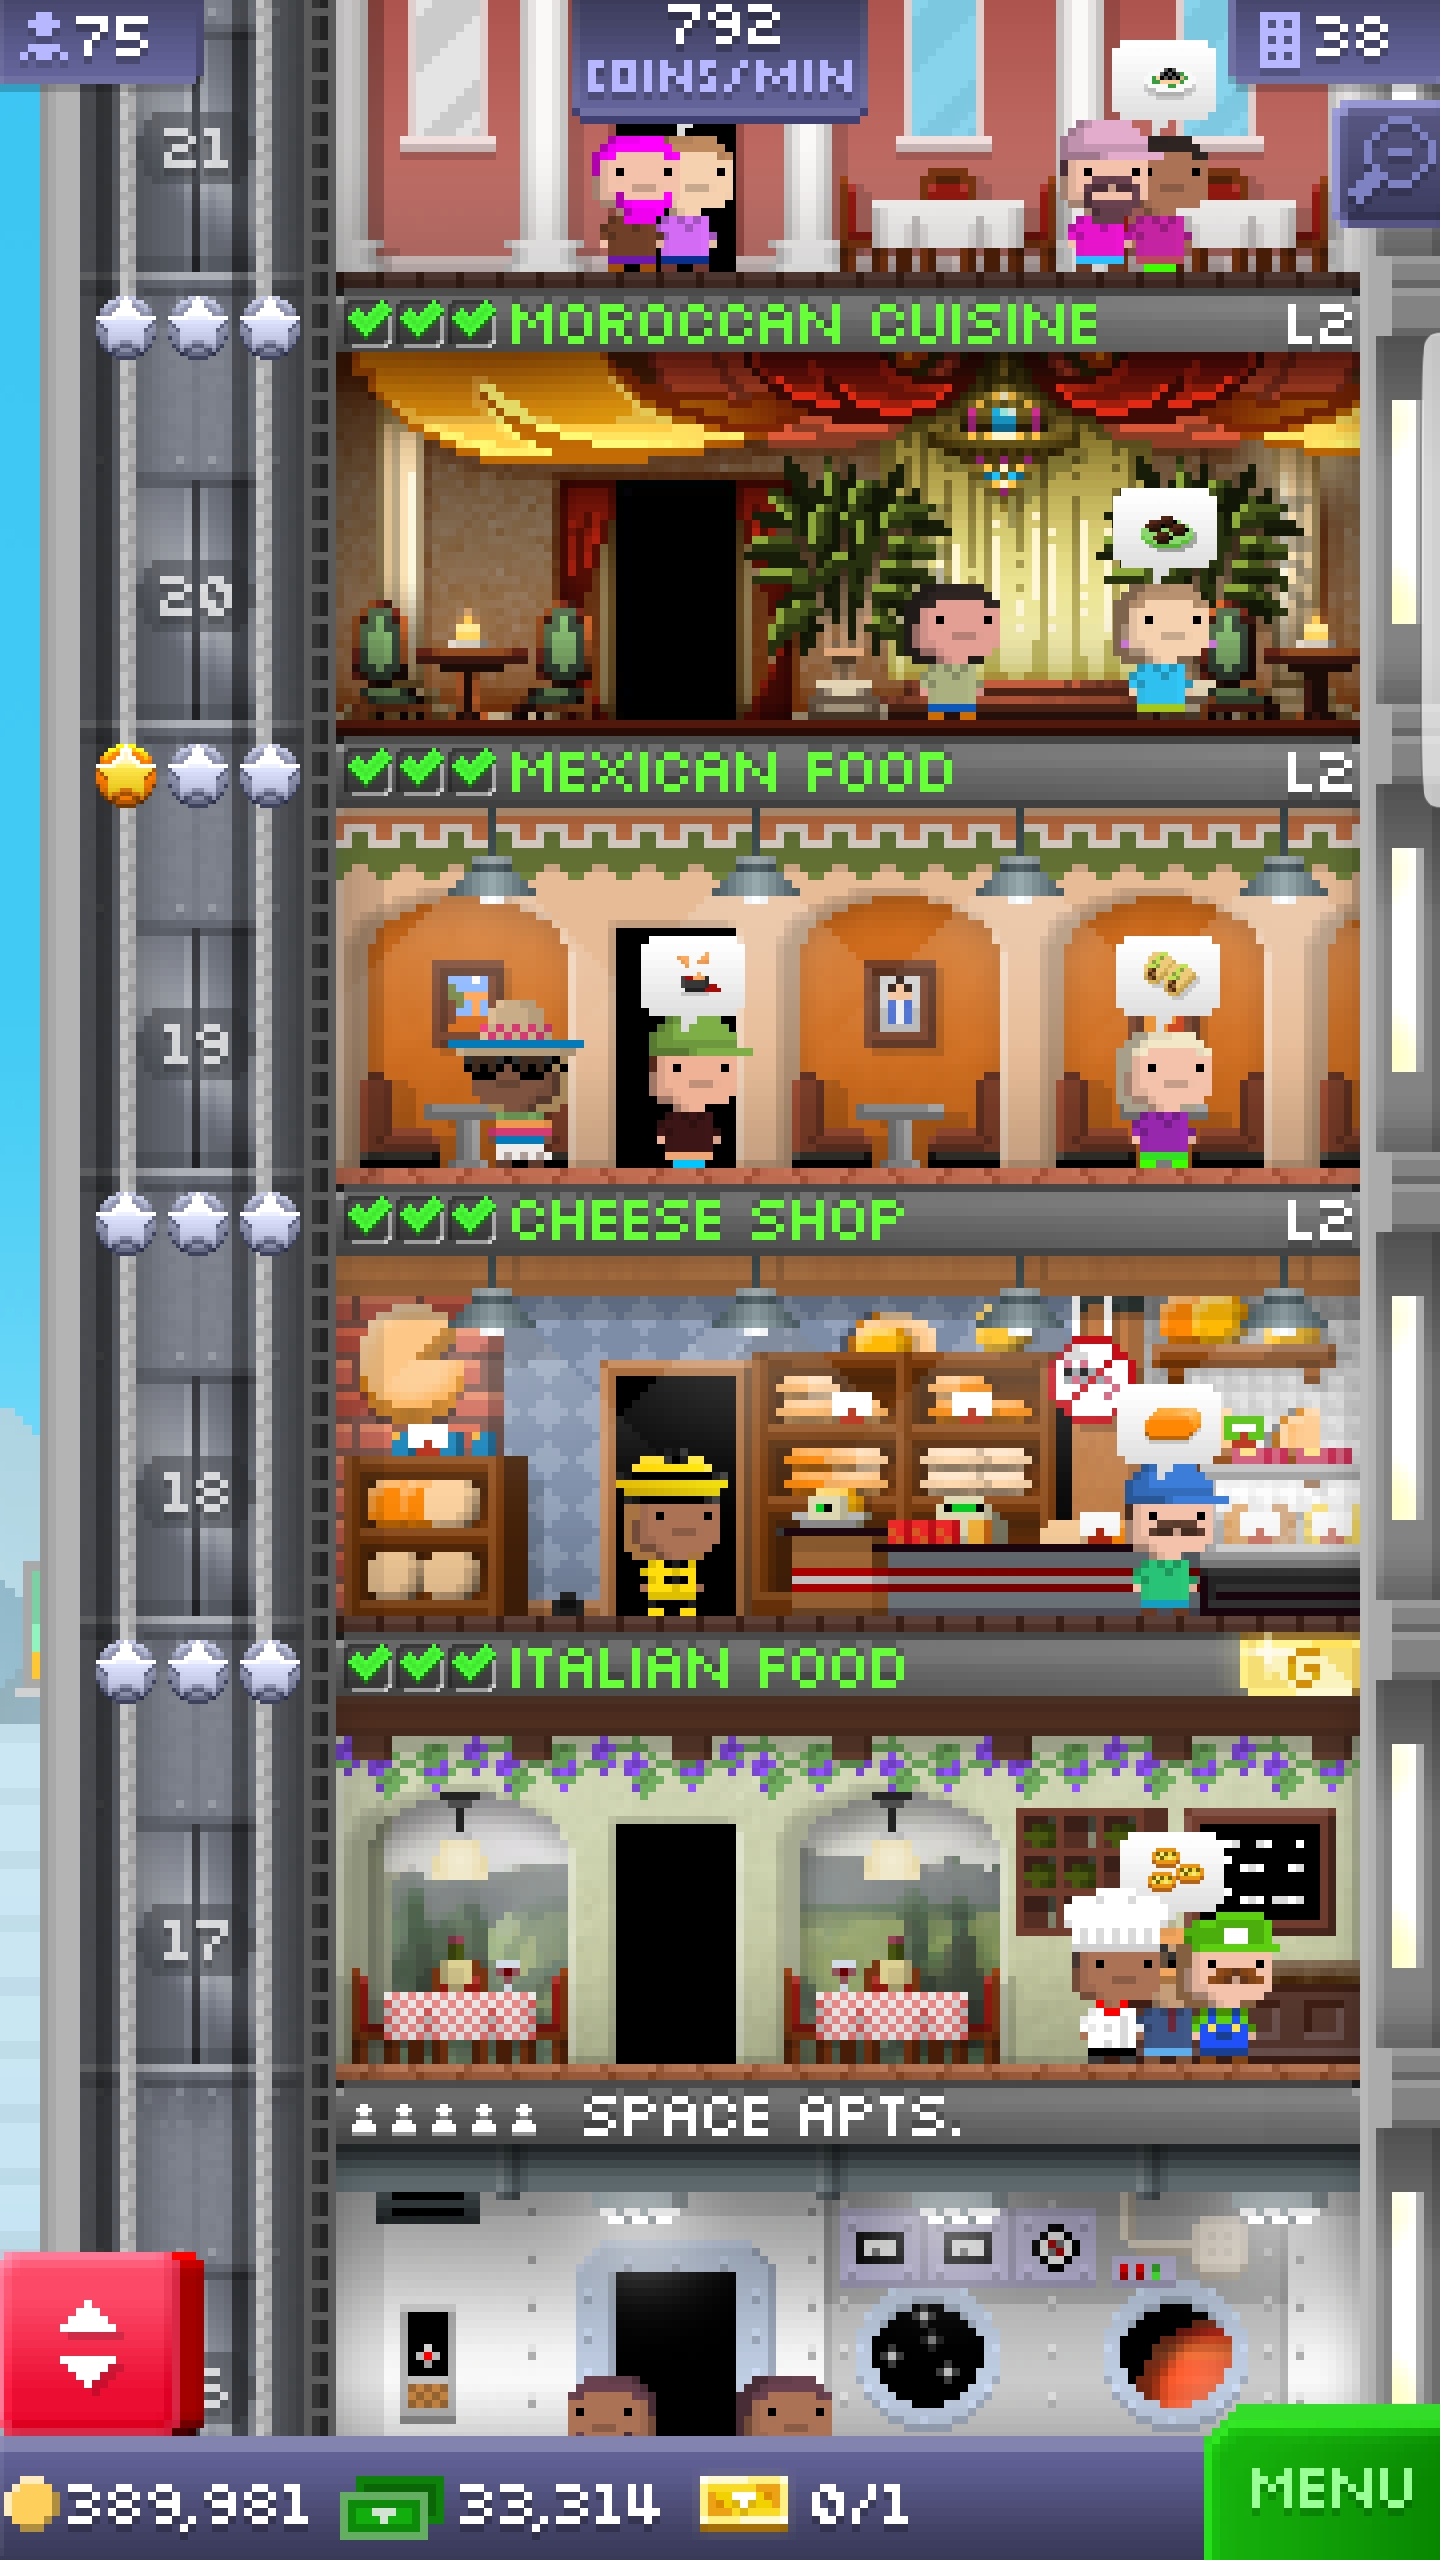 75
792
COINS/MIN
38
21
MOROCCAN CUISINE L2
20
MEXICAN FOOD L2
19
CHEESE SHOP L2
18
ITALIAN FOOD G
17
SPACE APTS.
389,981 33,314 0/1
MENU